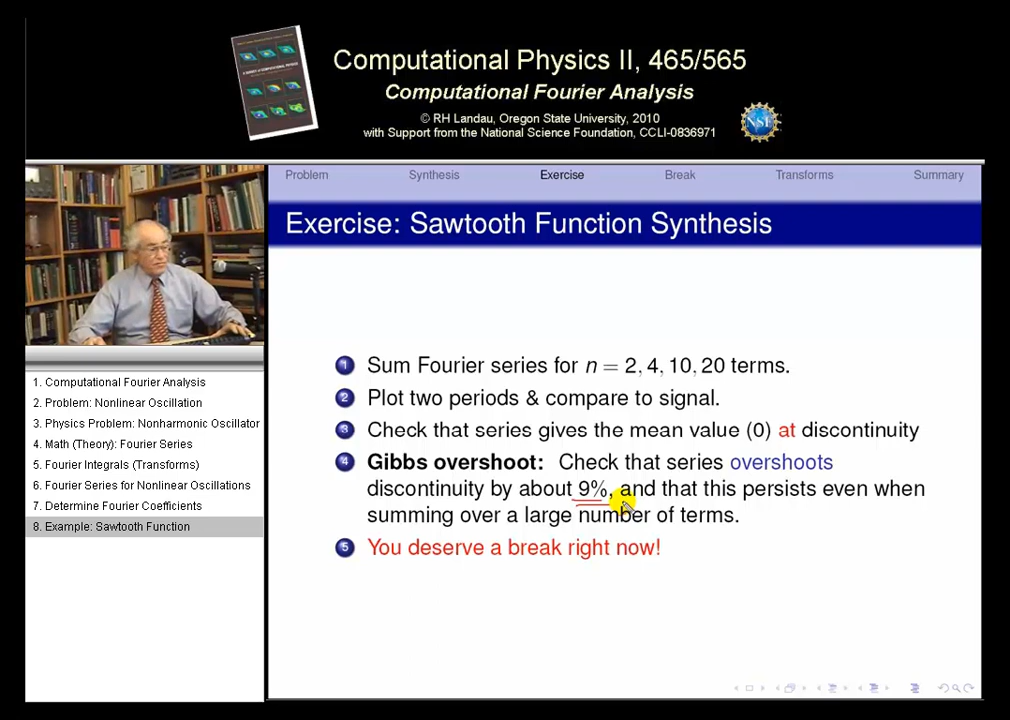 Computational Physics II, 465/565
Computational Fourier Analysis
© RH Landau, Oregon State University, 2010
with Support from the National Science Foundation, CCLI-0836971
NSF
Problem Synthesis Exercise Break Transforms Summary
Exercise: Sawtooth Function Synthesis
1 Sum Fourier series for n = 2, 4, 10, 20 terms.
2 Plot two periods & compare to signal.
3 Check that series gives the mean value (0) at discontinuity
4 Gibbs overshoot: Check that series overshoots
discontinuity by about 9%, and that this persists even when
summing over a large number of terms.
5 You deserve a break right now!
1. Computational Fourier Analysis
2. Problem: Nonlinear Oscillation
3. Physics Problem: Nonharmonic Oscillator
4. Math (Theory): Fourier Series
5. Fourier Integrals (Transforms)
6. Fourier Series for Nonlinear Oscillations
7. Determine Fourier Coefficients
8. Example: Sawtooth Function